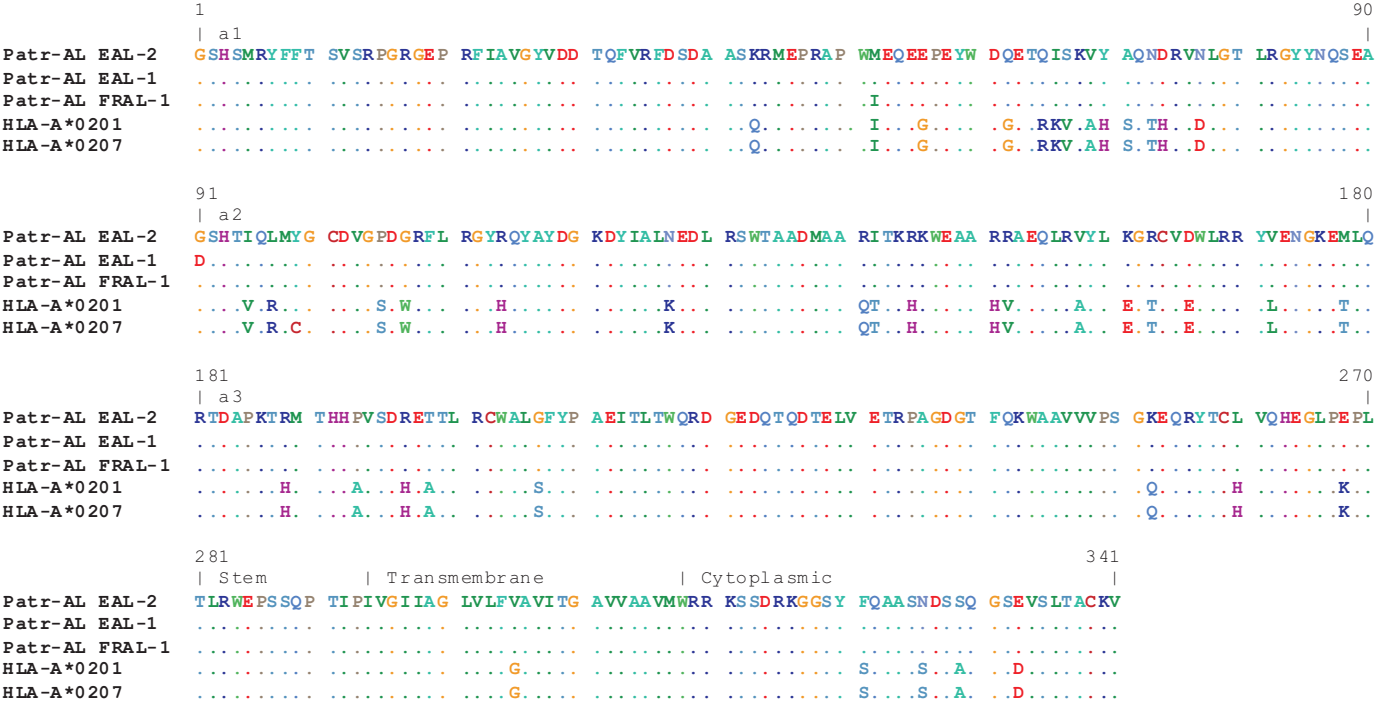 1 90
| a1 |
Patr-AL EAL-2 GSHSMRYFFT SVSRPGRGEP RFIAVGYVDD TQFVRFDSDA ASKRMEPRAP WMEQEEPEYW DQETQISKVY AQNDRVNLGT LRGYYNQSEA
Patr-AL EAL-1 .......... .......... .......... .......... .......... .......... .......... .......... ..........
Patr-AL FRAL-1 .......... .......... .......... .......... .......... .I........ .......... .......... ..........
HLA-A*0201 .......... .......... .......... .......... ..Q....... .I...G.... .G..RKV.AH S.TH..D... ..........
HLA-A*0207 .......... .......... .......... .......... ..Q....... .I...G.... .G..RKV.AH S.TH..D... ..........
91 180
| a2 |
Patr-AL EAL-2 GSHTIQLMYG CDVGPDGRFL RGYRQYAYDG KDYIALNEDL RSWTAADMAA RITKRKWEAA RRAEQLRVYL KGRCVDWLRR YVENGKEMLQ
Patr-AL EAL-1 D......... .......... .......... .......... .......... .......... .......... .......... ..........
Patr-AL FRAL-1 .......... .......... .......... .......... .......... .......... .......... .......... ..........
HLA-A*0201 ....V.R... ....S.W... ...H...... ......K... .......... QT..H..... HV.....A.. E.T..E.... .L.....T..
HLA-A*0207 ....V.R.C. ....S.W... ...H...... ......K... .......... QT..H..... HV.....A.. E.T..E.... .L.....T..
181 270
| a3 |
Patr-AL EAL-2 RTDAPKTRM THHPVSDRETTL RCWALGFYP AEITLTWQRD GEDQTQDTELV ETRPAGDGT FQKWAAVVVPS GKEQRYTCL VQHEGLPEPL
Patr-AL EAL-1 ......... ............ ......... .......... ........... ......... ........... ......... ..........
Patr-AL FRAL-1 ......... ............ ......... .......... ........... ......... ........... ......... ..........
HLA-A*0201 .......H. ...A...H.A.. .....S... .......... ........... ......... ........... .Q......H .......K..
HLA-A*0207 .......H. ...A...H.A.. .....S... .......... ........... ......... ........... .Q......H .......K..
281 341
| Stem | Transmembrane | Cytoplasmic |
Patr-AL EAL-2 TLRWEPSSQP TIPIVGIIAG LVLFVAVITG AVVAAVMWRR KSSDRKGGSY FQAASNDSSQ GSEVSLTACKV
Patr-AL EAL-1 .......... .......... .......... .......... .......... .......... ...........
Patr-AL FRAL-1 .......... .......... .......... .......... .......... .......... ...........
HLA-A*0201 .......... .......... ....G..... .......... .......... S....S..A. ..D........
HLA-A*0207 .......... .......... ....G..... .......... .......... S....S..A. ..D........